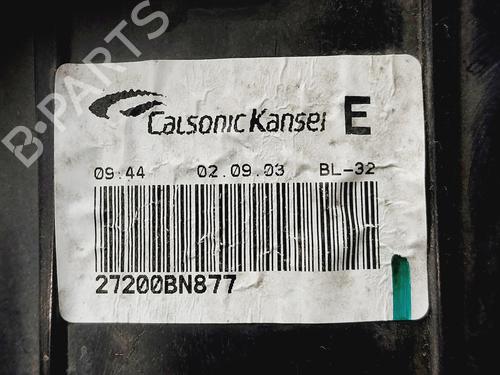 B-PARTS
CalsonicKansei E
09:44 02.09.03 BL-32
27200BN877